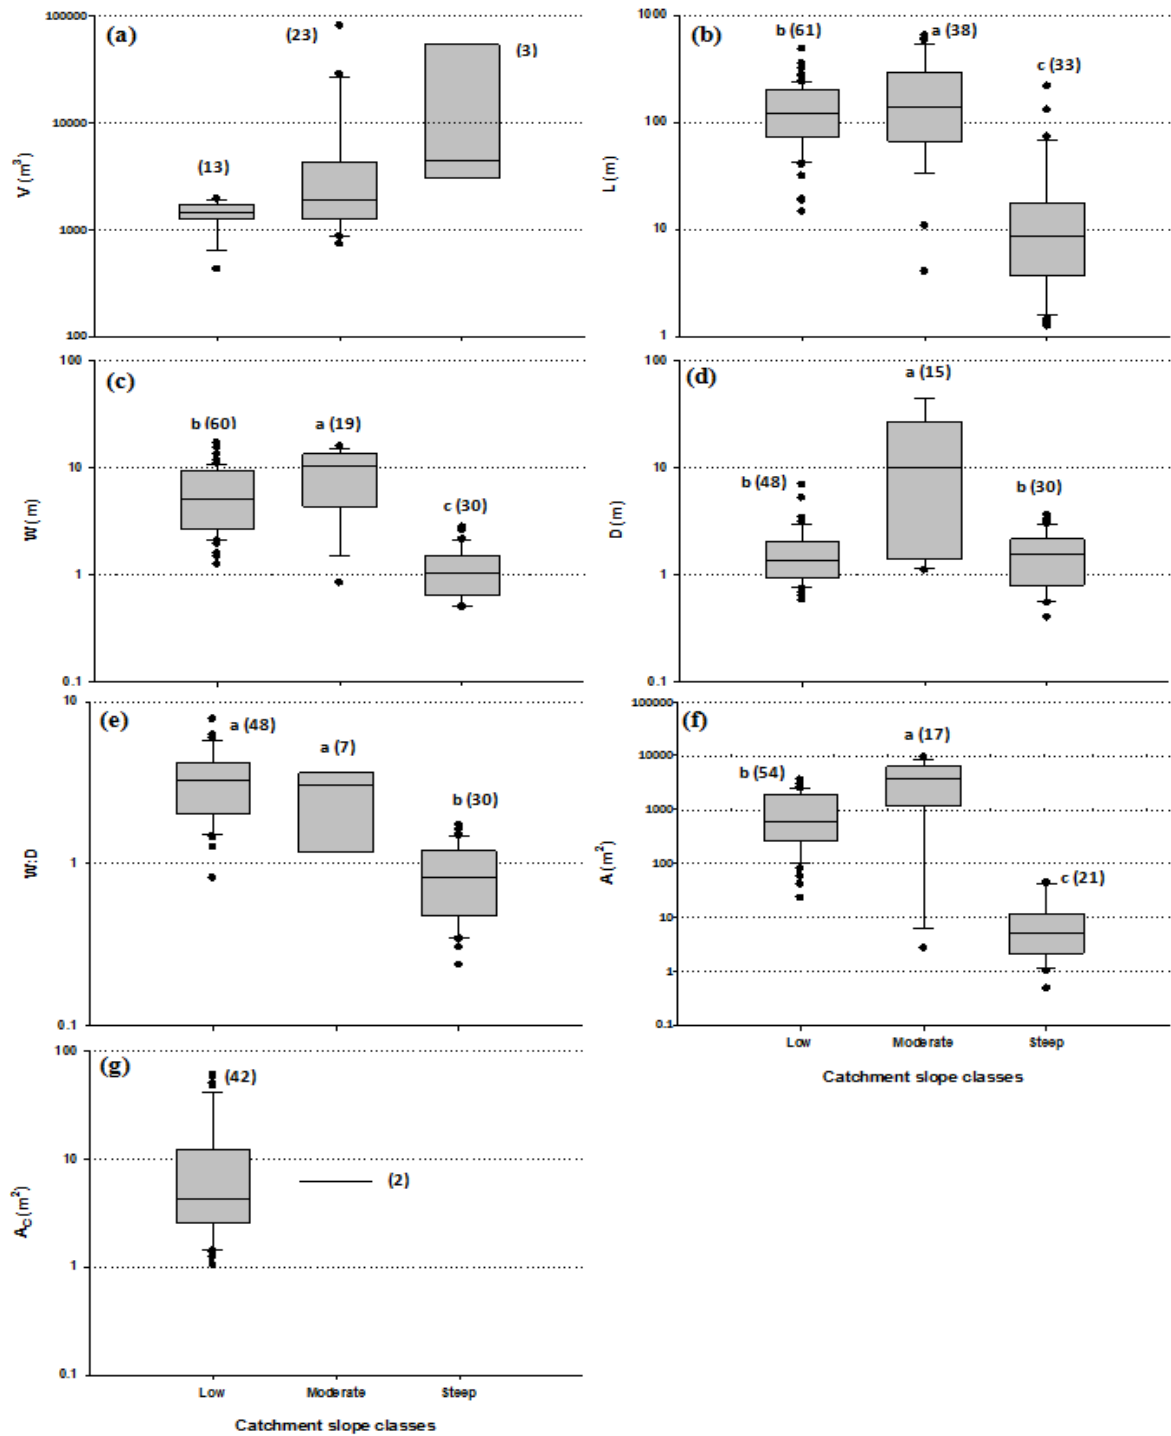 (a)
100000
10000
1000
100
V (m³)
(13)
(23)
(3)
(b)
1000
100
10
1
L (m)
b (61)
a (38)
c (33)
(c)
100
10
1
0.1
W (m)
b (60)
a (19)
c (30)
(d)
100
10
1
0.1
D (m)
b (48)
a (15)
b (30)
(e)
10
1
0.1
W:D
a (48)
a (7)
b (30)
(f)
100000
10000
1000
100
10
1
0.1
A (m²)
b (54)
a (17)
c (21)
Low Moderate Steep
Catchment slope classes
(g)
100
10
1
0.1
A_C (m²)
(42)
(2)
Low Moderate Steep
Catchment slope classes